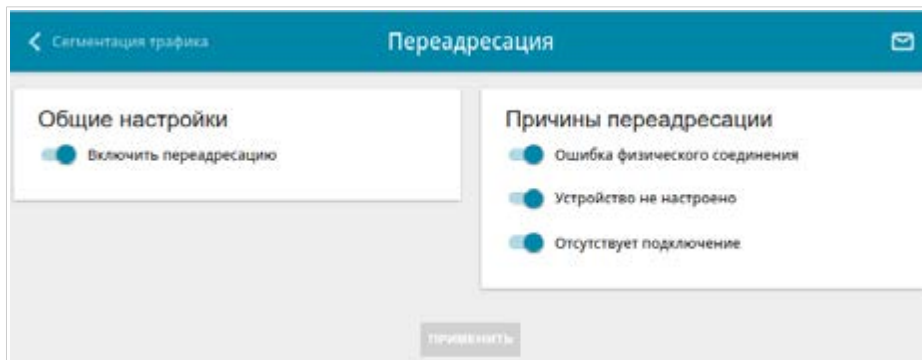 Сегментация трафика
Переадресация
Общие настройки
Включить переадресацию
Причины переадресации
Ошибка физического соединения
Устройство не настроено
Отсутствует подключение
ПРИМЕНИТЬ